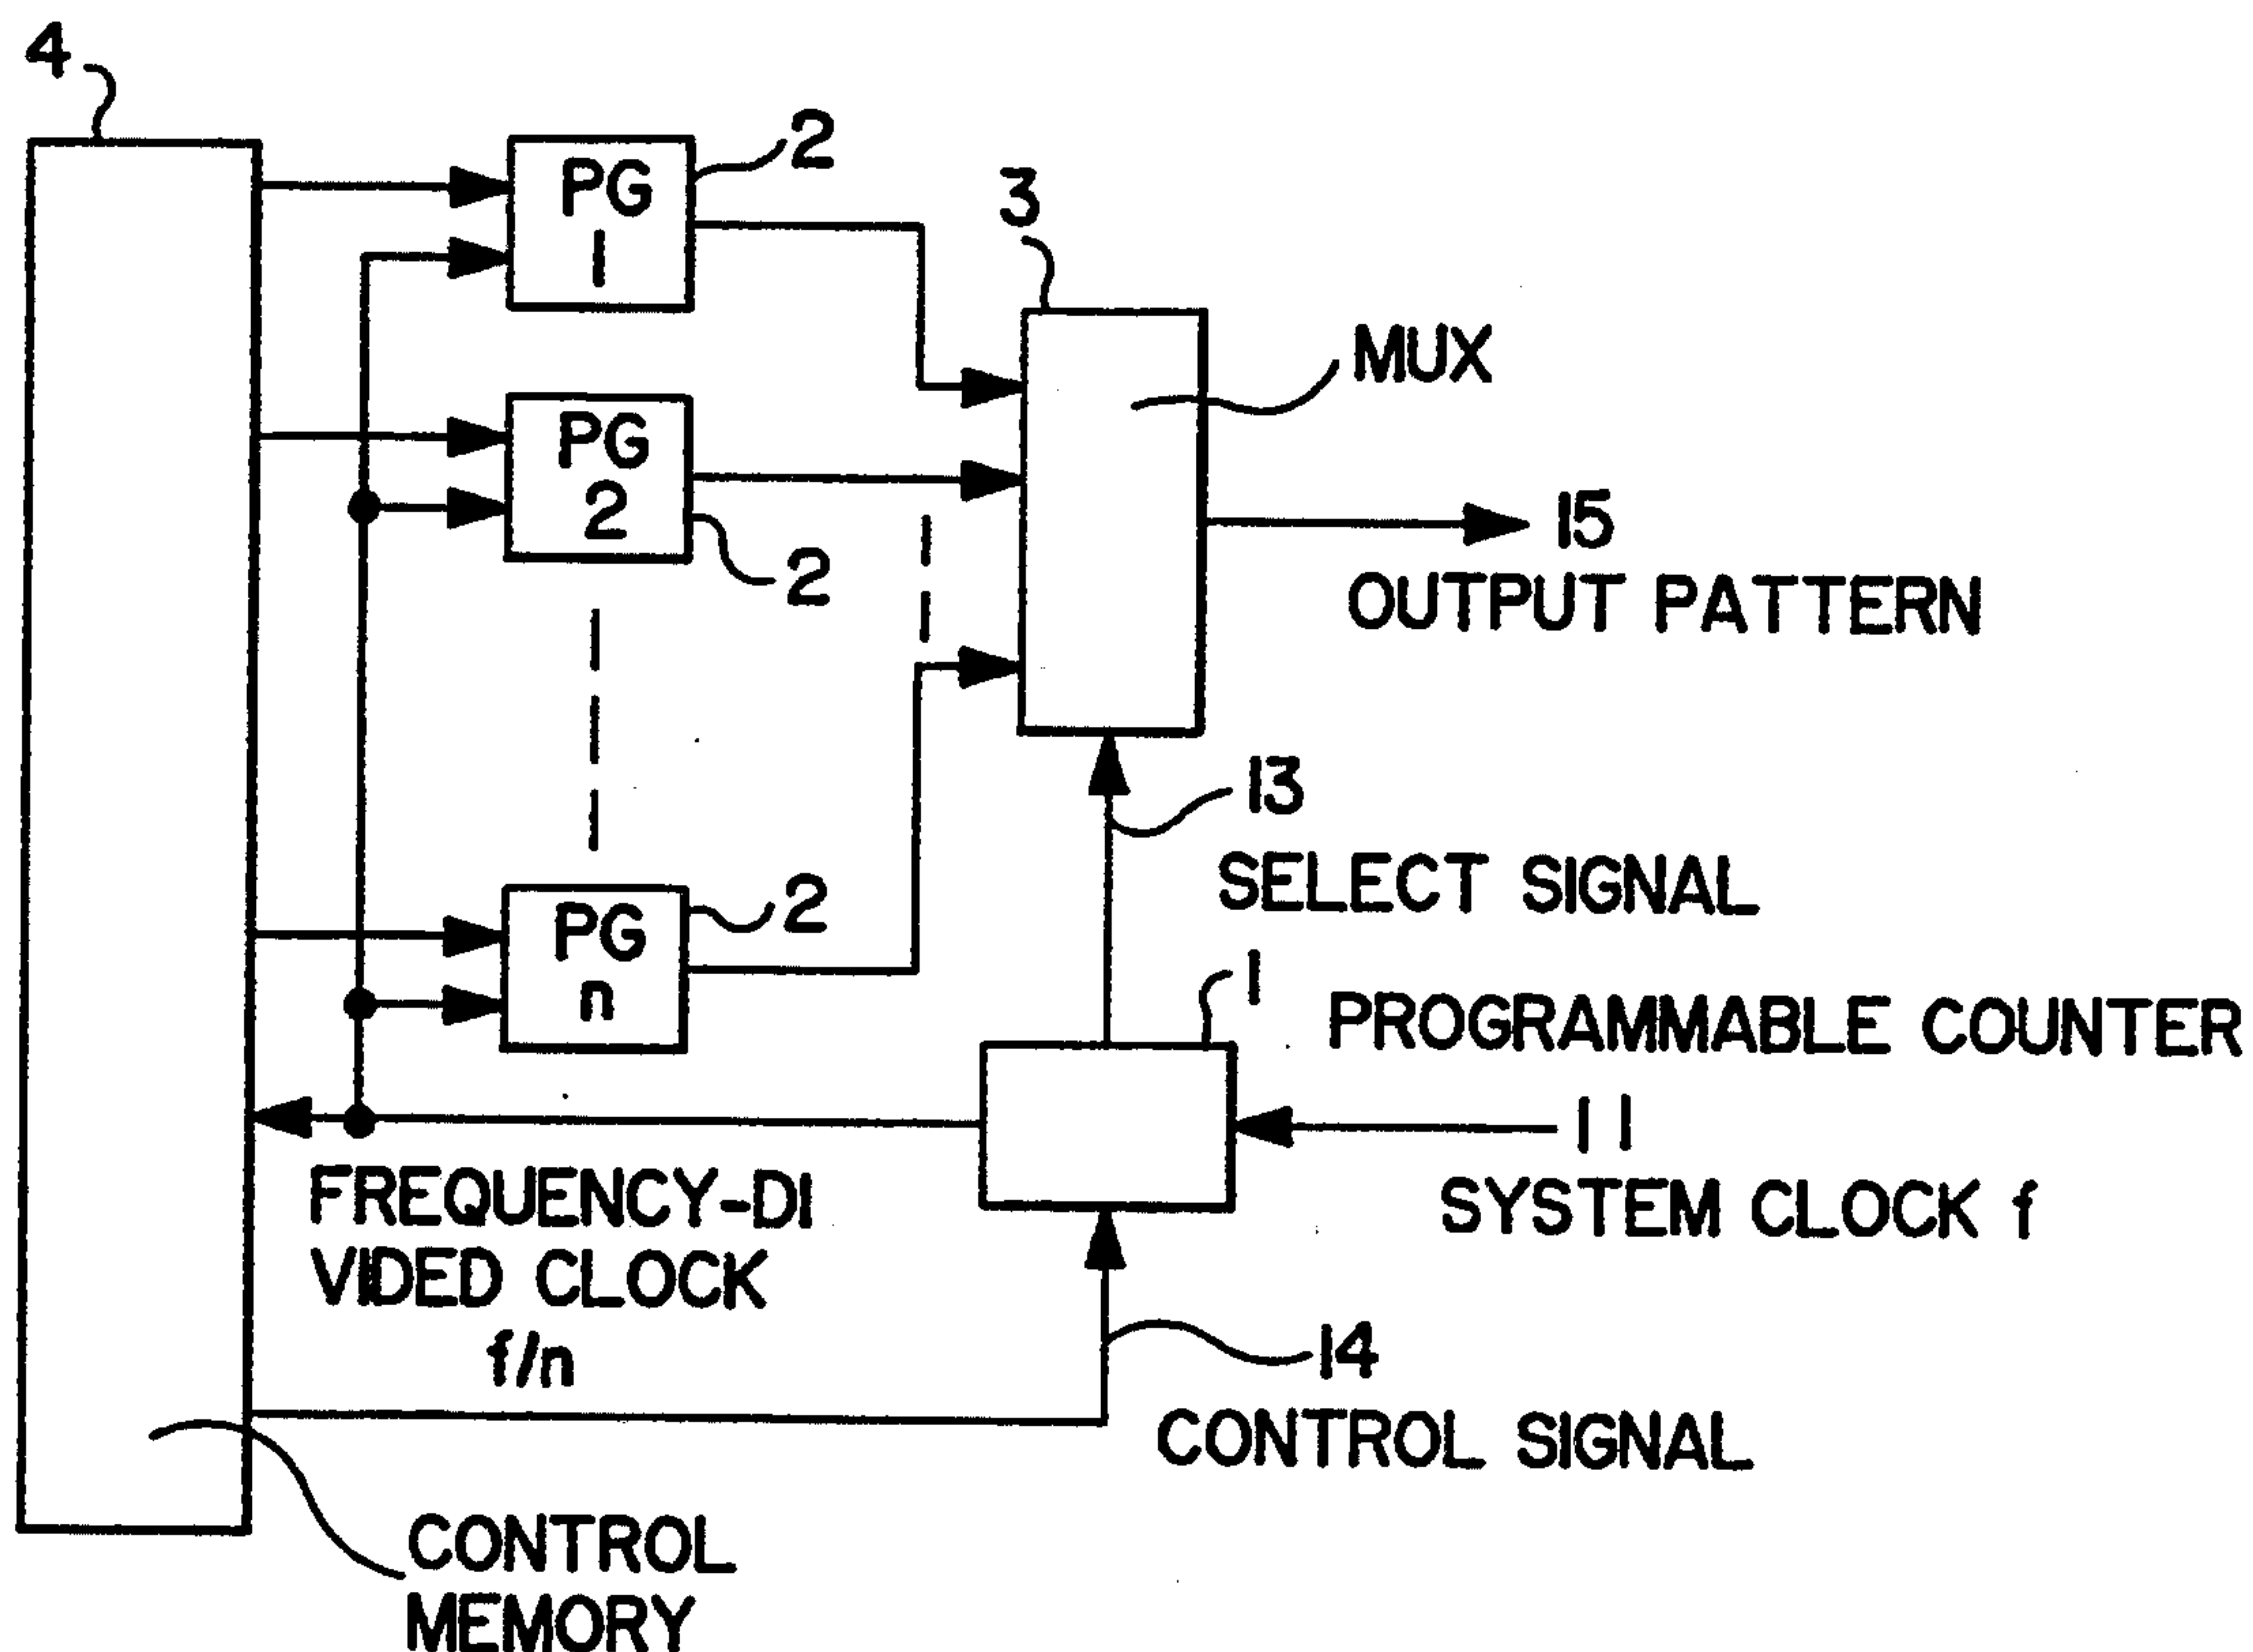 4
PG
1
2
3
MUX
PG
2
2
15
OUTPUT PATTERN
13
SELECT SIGNAL
PG
n
2
1
PROGRAMMABLE COUNTER
11
SYSTEM CLOCK f
FREQUENCY-DI
VIDED CLOCK
f/n
14
CONTROL SIGNAL
CONTROL
MEMORY